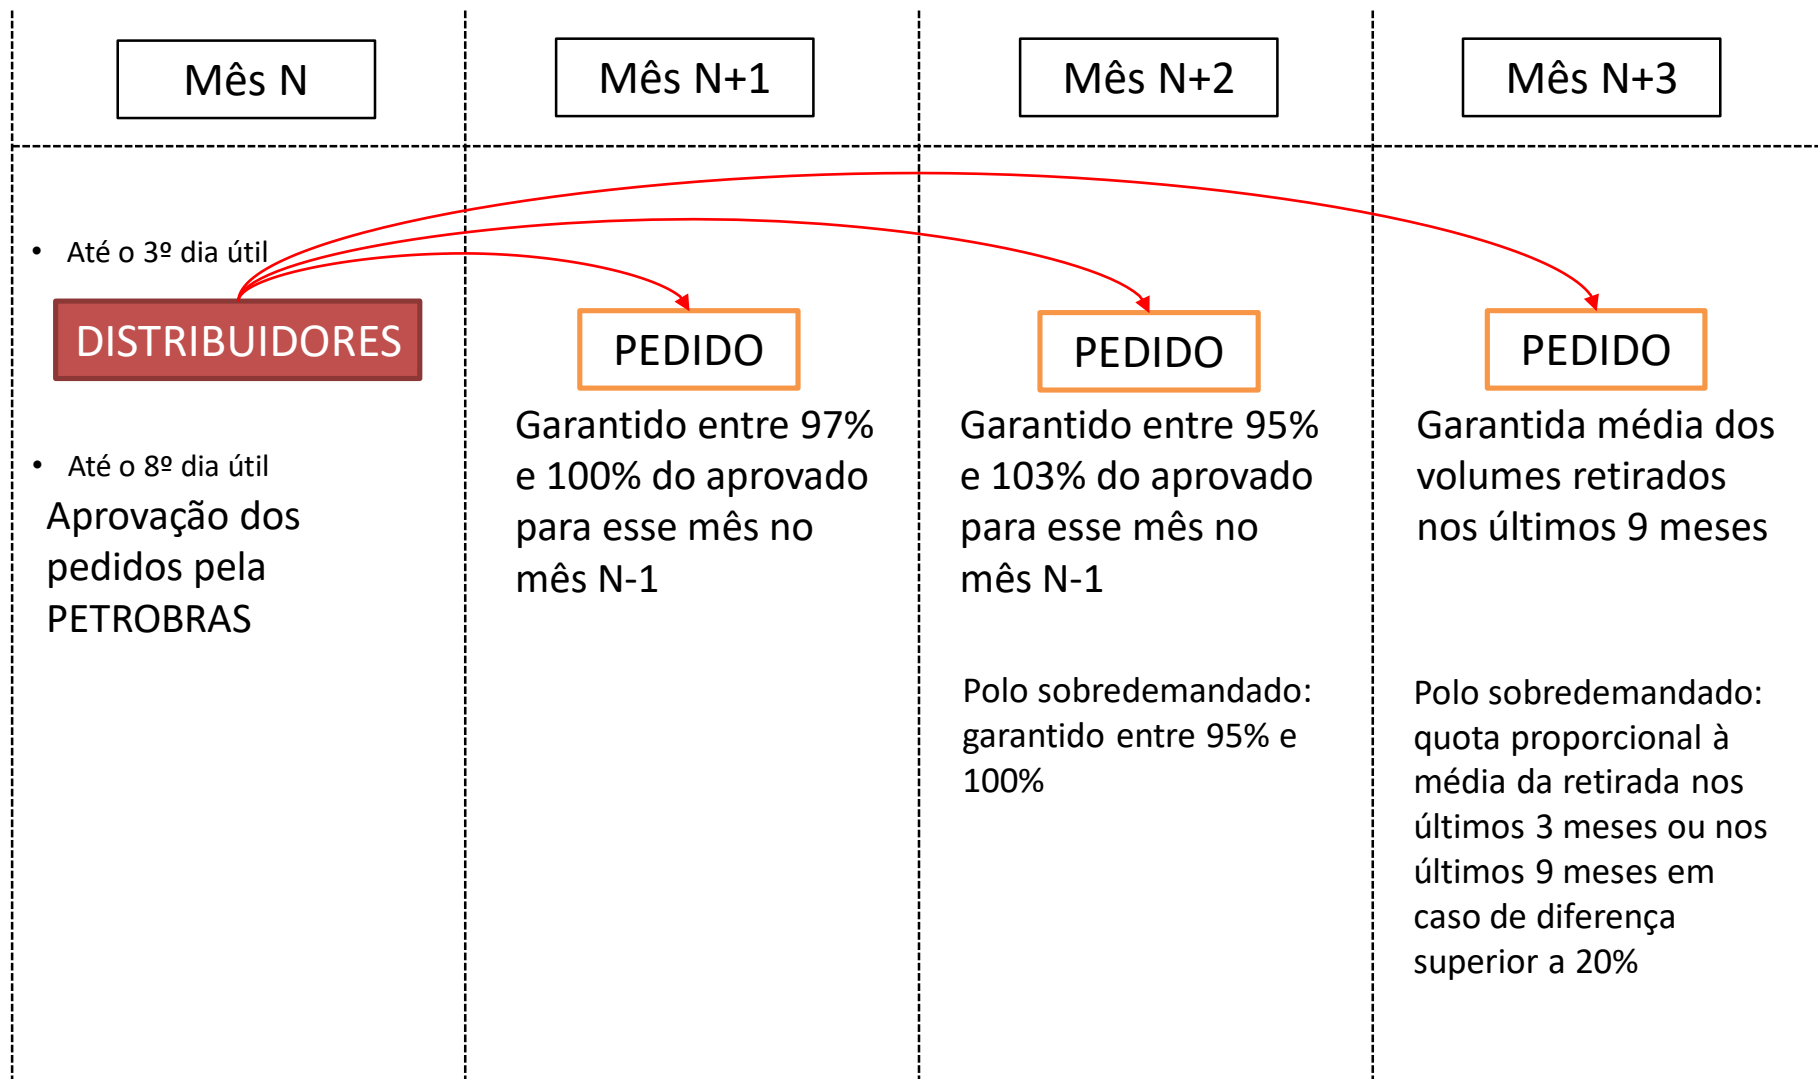 Mês N
Mês N+1
Mês N+2
Mês N+3
• Até o 3º dia útil
DISTRIBUIDORES
• Até o 8º dia útil
Aprovação dos
pedidos pela
PETROBRAS
PEDIDO
Garantido entre 97%
e 100% do aprovado
para esse mês no
mês N-1
PEDIDO
Garantido entre 95%
e 103% do aprovado
para esse mês no
mês N-1
Polo sobredemandado:
garantido entre 95% e
100%
PEDIDO
Garantida média dos
volumes retirados
nos últimos 9 meses
Polo sobredemandado:
quota proporcional à
média da retirada nos
últimos 3 meses ou nos
últimos 9 meses em
caso de diferença
superior a 20%